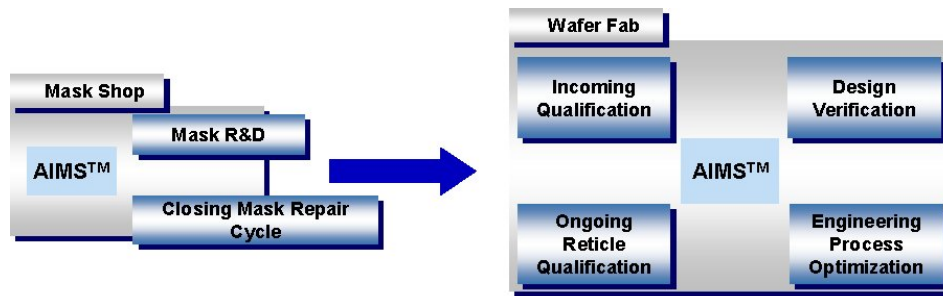 Mask Shop
Mask R&D
AIMS™
Closing Mask Repair
Cycle
Wafer Fab
Incoming
Qualification
Design
Verification
AIMS™
Ongoing
Reticle
Qualification
Engineering
Process
Optimization